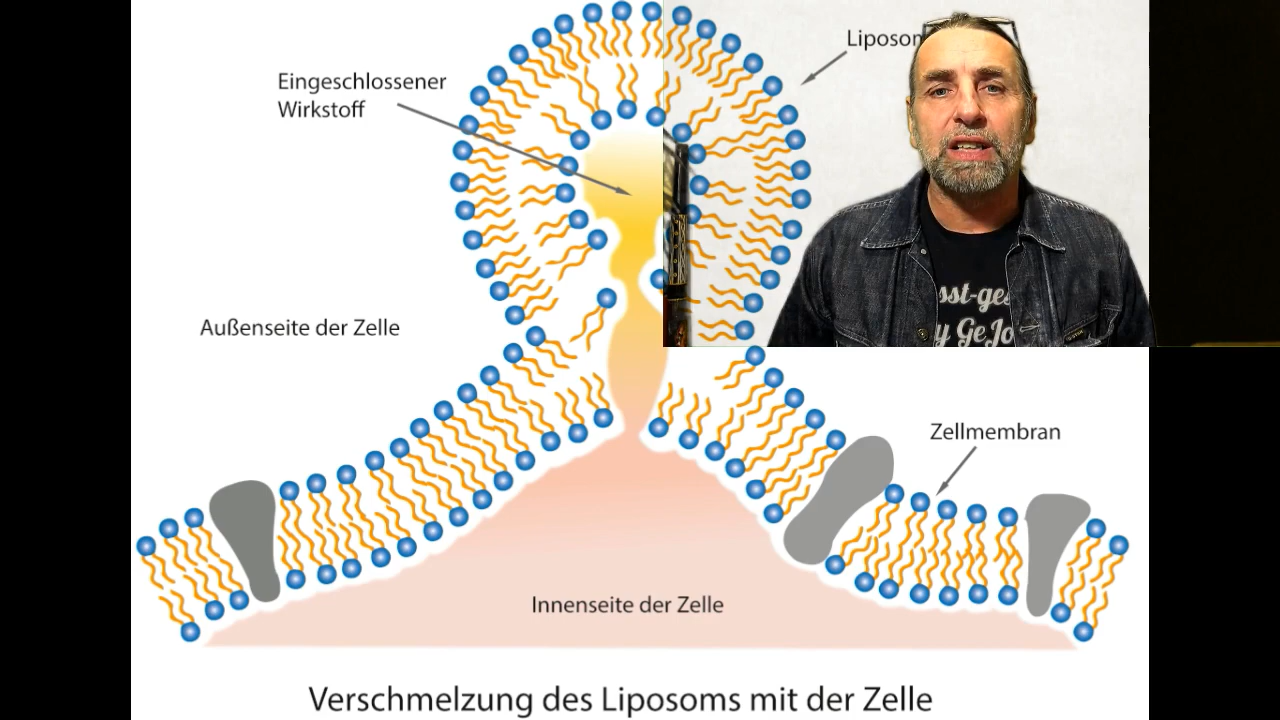 Eingeschlossener
Wirkstoff
Außenseite der Zelle
Zellmembran
Innenseite der Zelle
Verschmelzung des Liposoms mit der Zelle